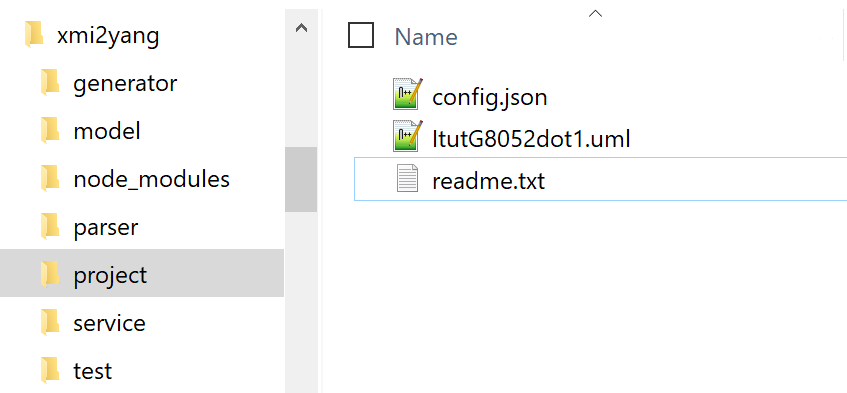 xmi2yang
generator
model
node_modules
parser
project
service
test
Name
config.json
ItutG8052dot1.uml
readme.txt